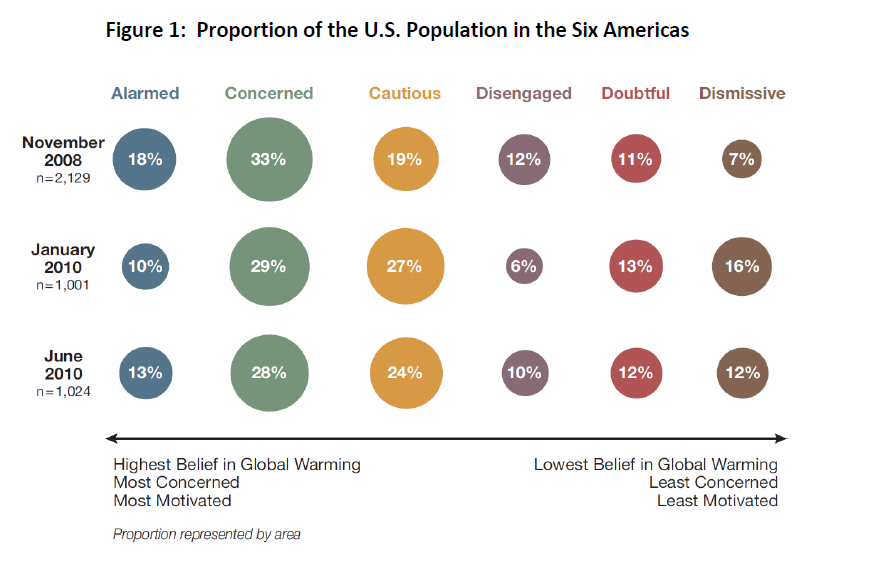 Figure 1: Proportion of the U.S. Population in the Six Americas
Alarmed Concerned Cautious Disengaged Doubtful Dismissive
November
2008
n=2,129
18% 33% 19% 12% 11% 7%
January
2010
n=1,001
10% 29% 27% 6% 13% 16%
June
2010
n=1,024
13% 28% 24% 10% 12% 12%
Highest Belief in Global Warming
Most Concerned
Most Motivated
Lowest Belief in Global Warming
Least Concerned
Least Motivated
Proportion represented by area